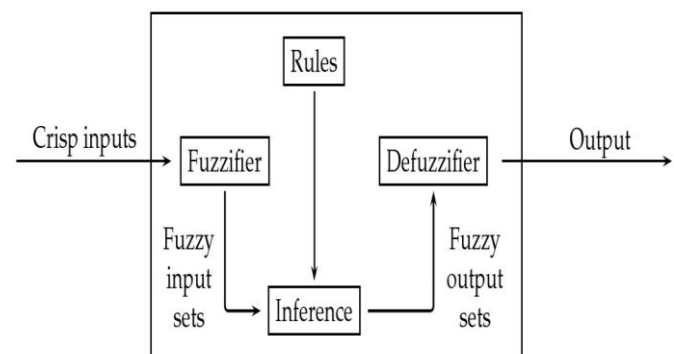 Rules
Crisp inputs
Fuzzifier
Defuzzifier
Output
Fuzzy
input
sets
Inference
Fuzzy
output
sets